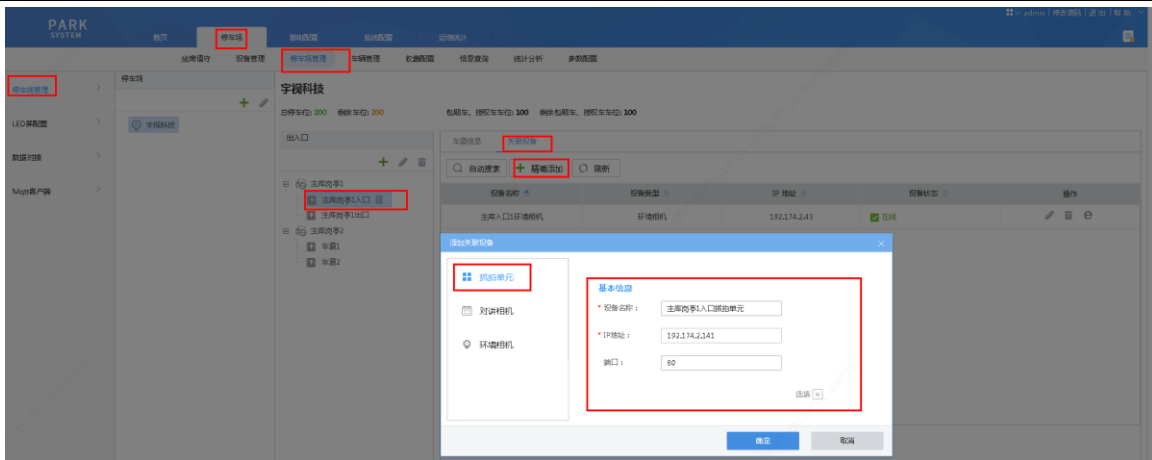 PARK
SYSTEM
admin | 修改密码 | 退出 | 帮助
首页 停车场 基础配置 系统配置 运维统计
坐席值守 设备管理 停车场管理 车辆管理 收费配置 信息查询 统计分析 参数配置
停车场管理
LED屏配置
数据对接
Mqtt客户端
停车场
宇视科技
宇视科技
总停车位: 200 剩余车位: 200 包期车、授权车车位: 100 剩余包期车、授权车车位: 100
出入口
主库岗亭1
主库岗亭1入口
主库岗亭1出口
主库岗亭2
车道1
车道2
车道信息 关联设备
自动搜索 精确添加 刷新
设备名称 设备类型 IP 地址 设备状态 操作
主库入口1环境相机 环境相机 192.174.2.43 在线
添加关联设备
抓拍单元
对讲相机
环境相机
基本信息
* 设备名称： 主库岗亭1入口抓拍单元
* IP地址： 192.174.2.141
端口： 80
选填
确定 取消